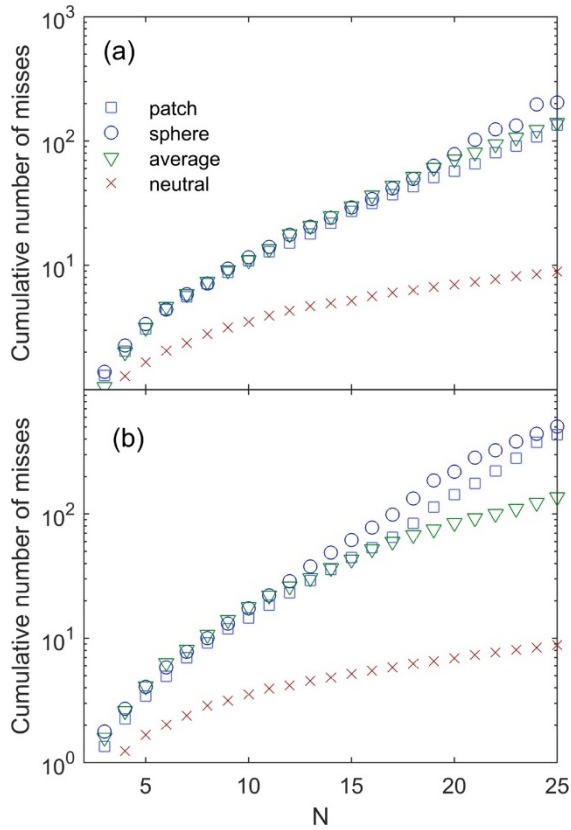 10³
(a)
patch
sphere
average
neutral
10²
10¹
Cumulative number of misses
(b)
10²
10¹
10⁰
Cumulative number of misses
5 10 15 20 25
N